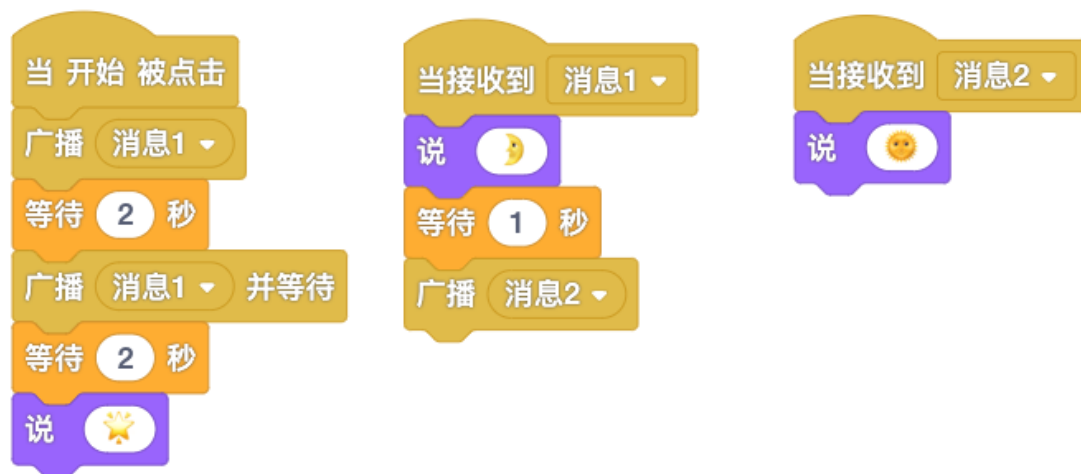 当 开始 被点击
广播 消息1
等待 2 秒
广播 消息1 并等待
等待 2 秒
说 🌟
当接收到 消息1
说 🌛
等待 1 秒
广播 消息2
当接收到 消息2
说 🌞